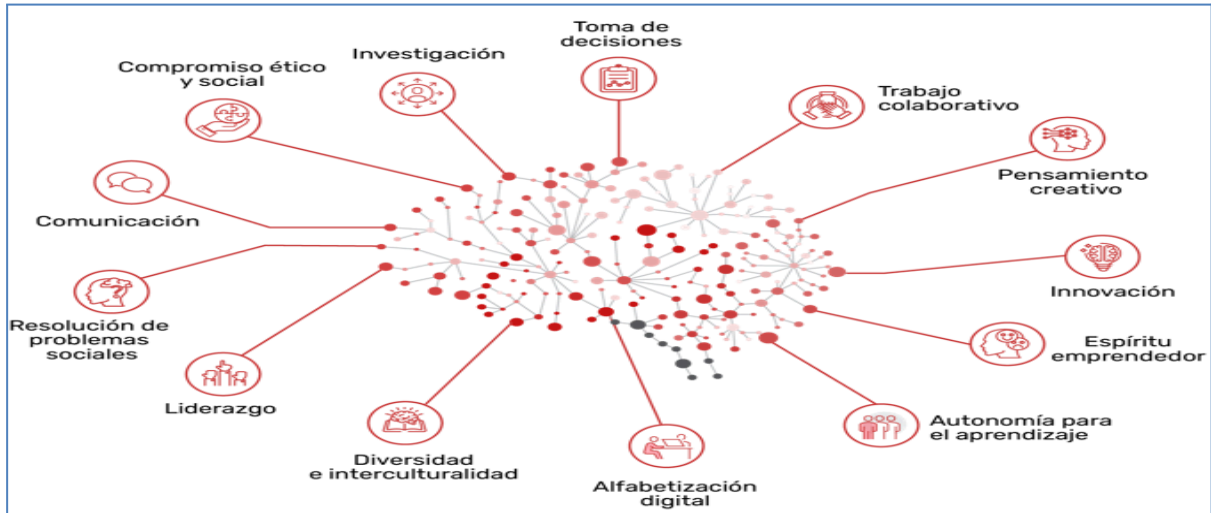 Toma de
decisiones
Investigación
Compromiso ético
y social
Trabajo
colaborativo
Pensamiento
creativo
Comunicación
Innovación
Resolución de
problemas
sociales
Espíritu
emprendedor
Liderazgo
Autonomía para
el aprendizaje
Diversidad
e interculturalidad
Alfabetización
digital